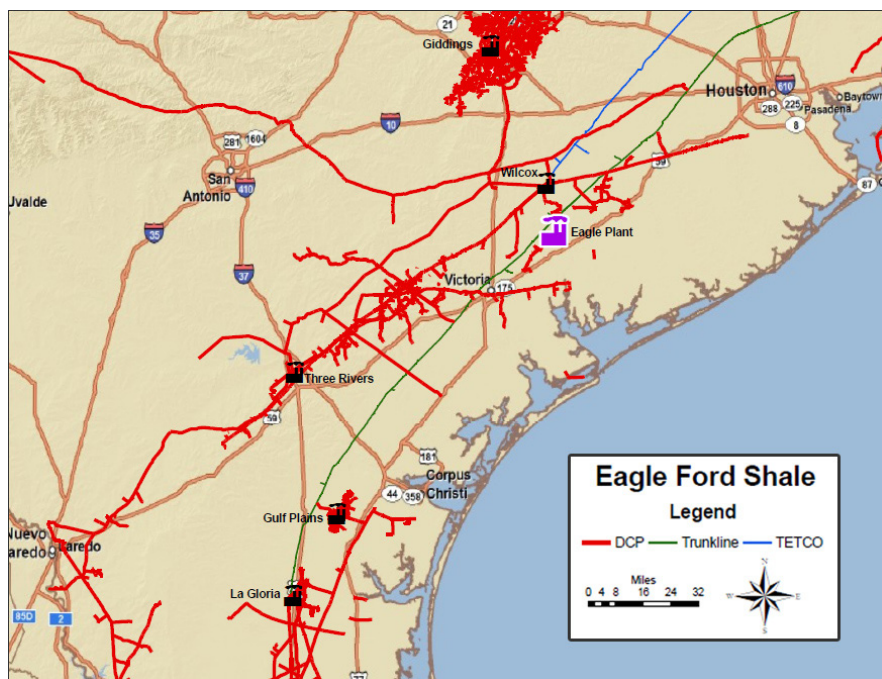 21
Giddings
Houston
610
Baytown
288
225
Pasadena
8
10
281
1604
San
Antonio
410
Wilcox
59
87
Uvalde
35
Eagle Plant
37
Victoria
175
Three Rivers
59
181
Corpus
Christi
44
358
Gulf Plains
Nuevo
Laredo
Laredo
La Gloria
85D
2
77
Eagle Ford Shale
Legend
DCP
Trunkline
TETCO
Miles
0 4 8 16 24 32
N
W
E
S